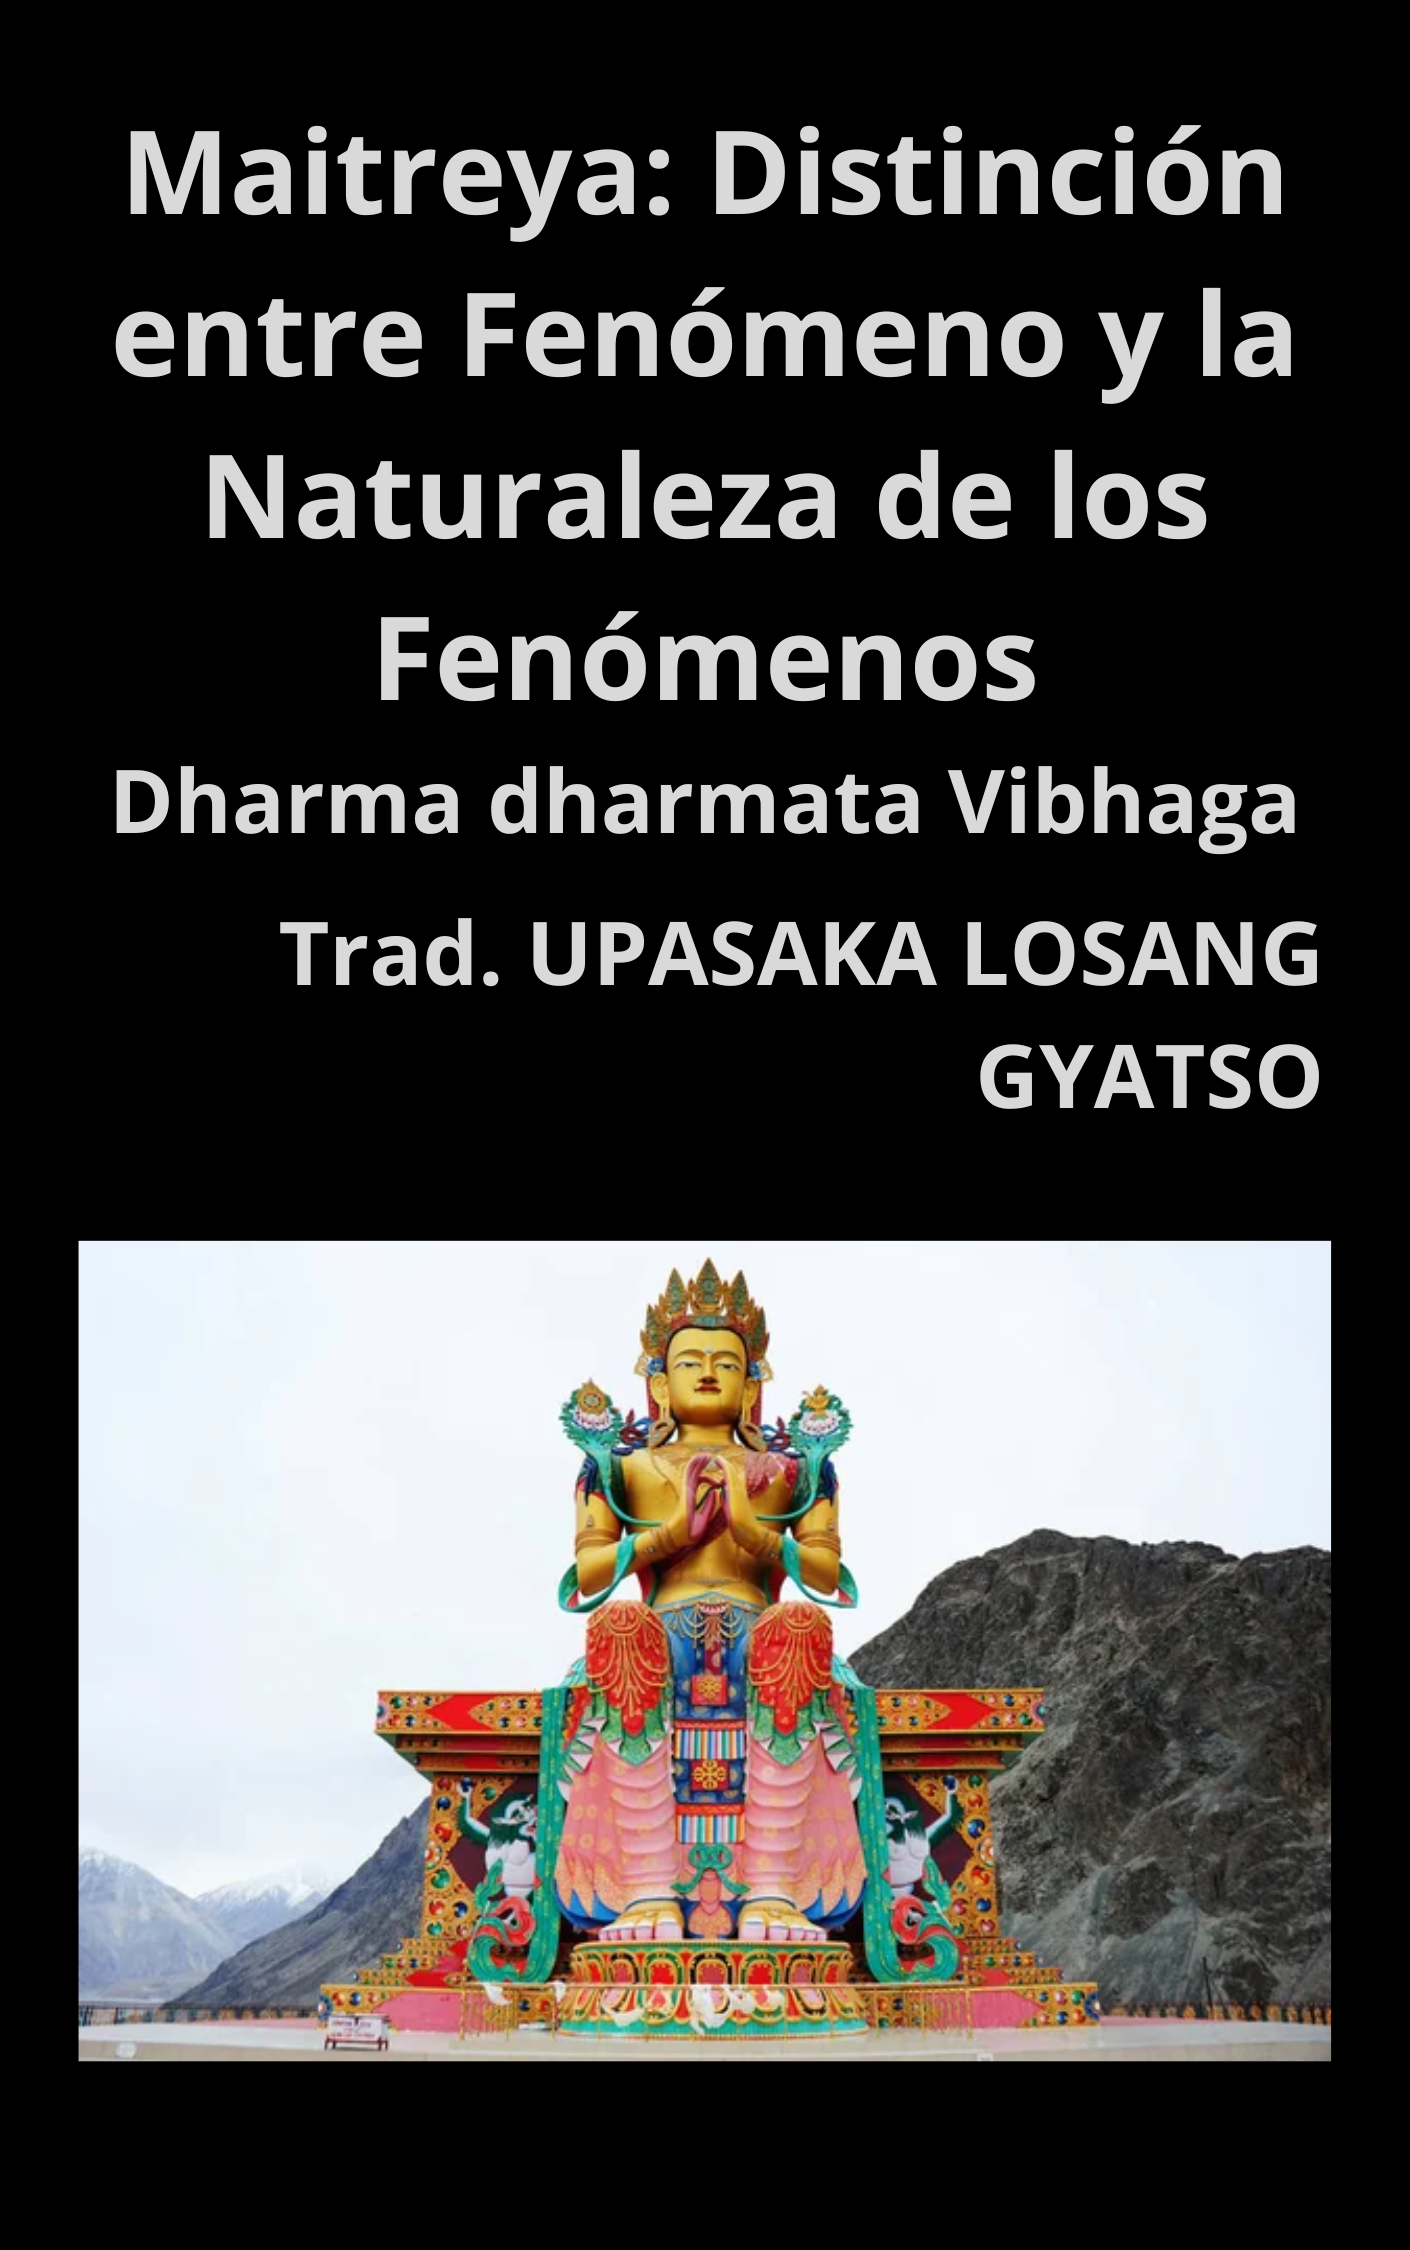 Maitreya: Distinción
entre Fenómeno y la
Naturaleza de los
Fenómenos
Dharma dharmata Vibhaga
Trad. UPASAKA LOSANG
GYATSO